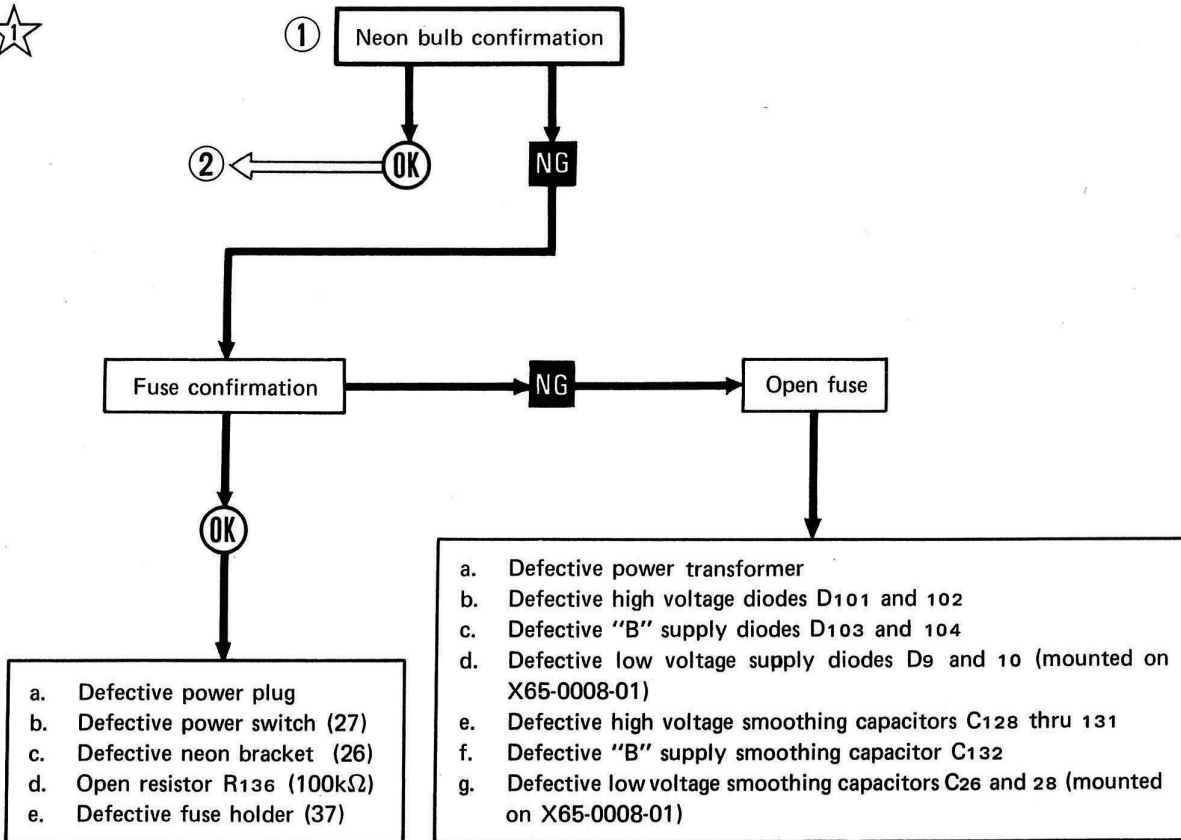 1
① Neon bulb confirmation
② OK NG
Fuse confirmation NG Open fuse
OK
a. Defective power plug
b. Defective power switch (27)
c. Defective neon bracket (26)
d. Open resistor R136 (100kΩ)
e. Defective fuse holder (37)
a. Defective power transformer
b. Defective high voltage diodes D101 and 102
c. Defective "B" supply diodes D103 and 104
d. Defective low voltage supply diodes D9 and 10 (mounted on
X65-0008-01)
e. Defective high voltage smoothing capacitors C128 thru 131
f. Defective "B" supply smoothing capacitor C132
g. Defective low voltage smoothing capacitors C26 and 28 (mounted
on X65-0008-01)